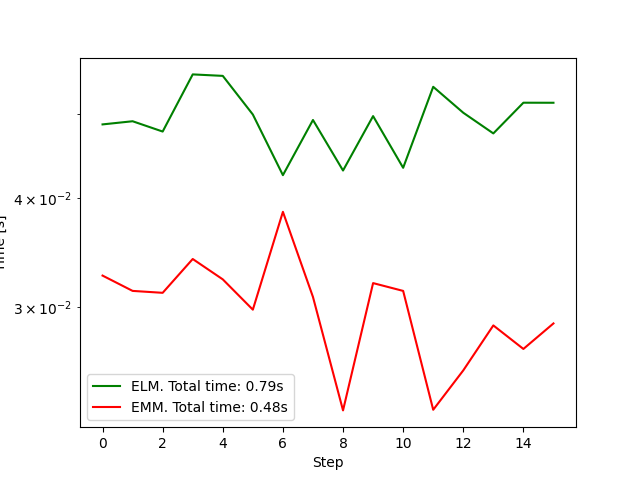 4 × 10⁻²
3 × 10⁻²
Time [s]
ELM. Total time: 0.79s
EMM. Total time: 0.48s
0 2 4 6 8 10 12 14
Step